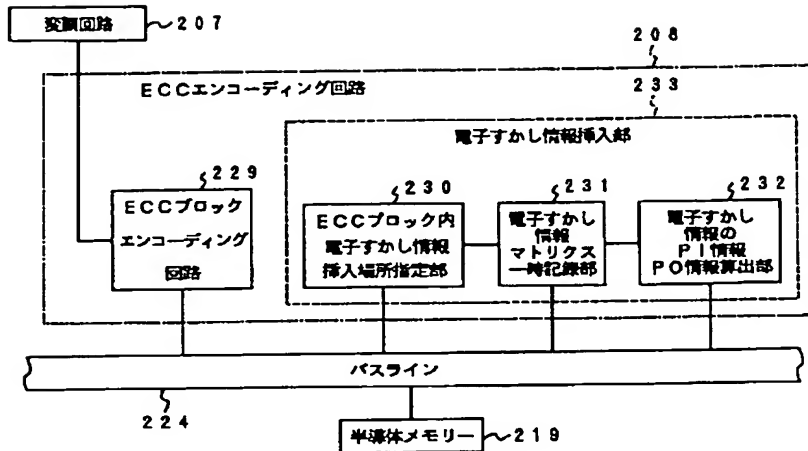 変調回路
207
208
ECCエンコーディング回路
233
電子すかし情報挿入部
229
ECCブロック
エンコーディング
回路
230
ECCブロック内
電子すかし情報
挿入場所指定部
231
電子すかし
情報
マトリクス
一時記録部
232
電子すかし
情報の
PI情報
PO情報算出部
バスライン
224
半導体メモリー
219